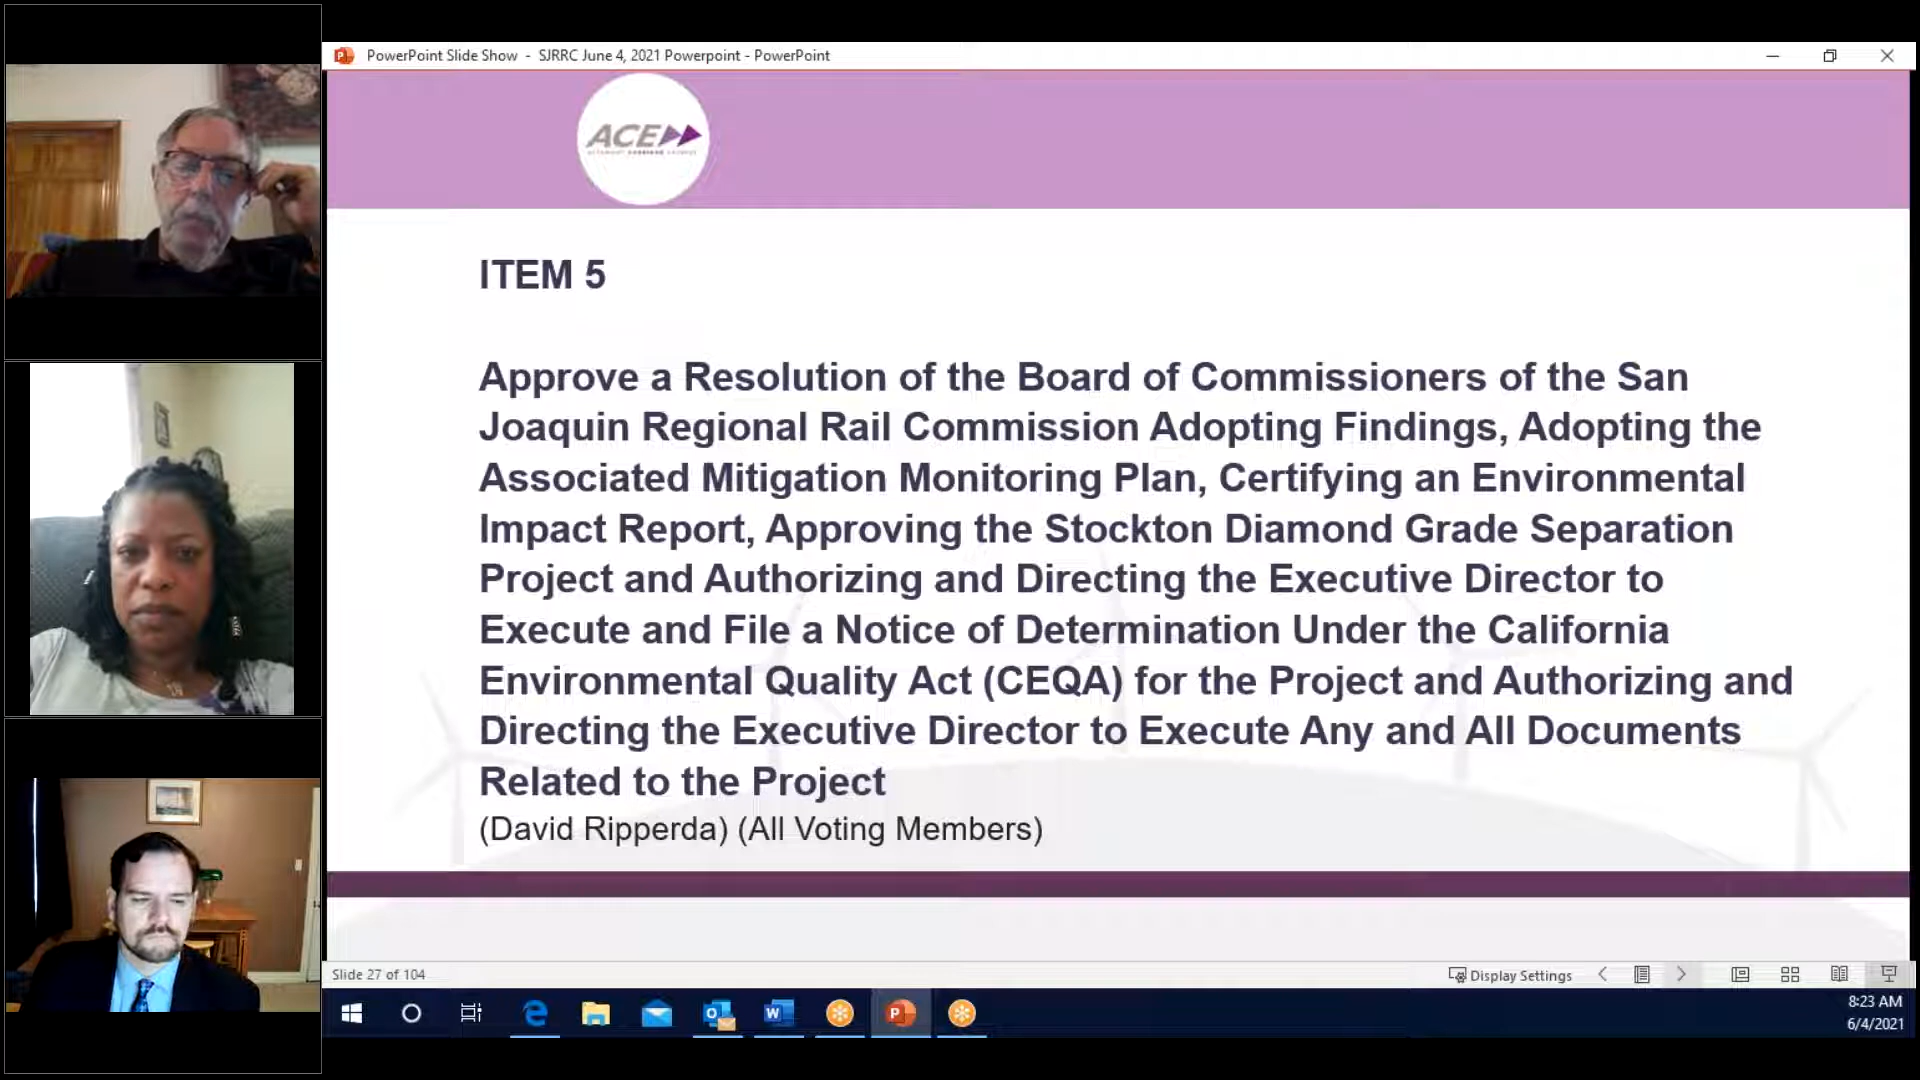 PowerPoint Slide Show - SJRRC June 4, 2021 Powerpoint - PowerPoint
ACE
ITEM 5
Approve a Resolution of the Board of Commissioners of the San
Joaquin Regional Rail Commission Adopting Findings, Adopting the
Associated Mitigation Monitoring Plan, Certifying an Environmental
Impact Report, Approving the Stockton Diamond Grade Separation
Project and Authorizing and Directing the Executive Director to
Execute and File a Notice of Determination Under the California
Environmental Quality Act (CEQA) for the Project and Authorizing and
Directing the Executive Director to Execute Any and All Documents
Related to the Project
(David Ripperda) (All Voting Members)
Slide 27 of 104
Display Settings
8:23 AM
6/4/2021